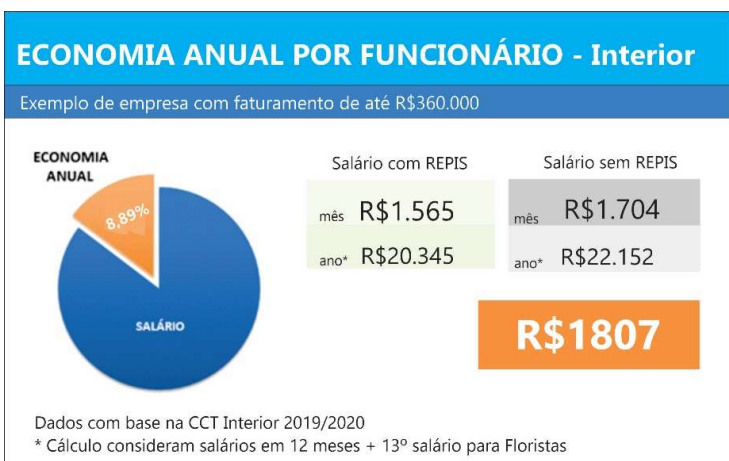 ECONOMIA ANUAL POR FUNCIONÁRIO - Interior
Exemplo de empresa com faturamento de até R$360.000
ECONOMIA
ANUAL
8,89%
SALÁRIO
Salário com REPIS
mês R$1.565
ano* R$20.345
Salário sem REPIS
mês R$1.704
ano* R$22.152
R$1807
Dados com base na CCT Interior 2019/2020
* Cálculo consideram salários em 12 meses + 13º salário para Floristas